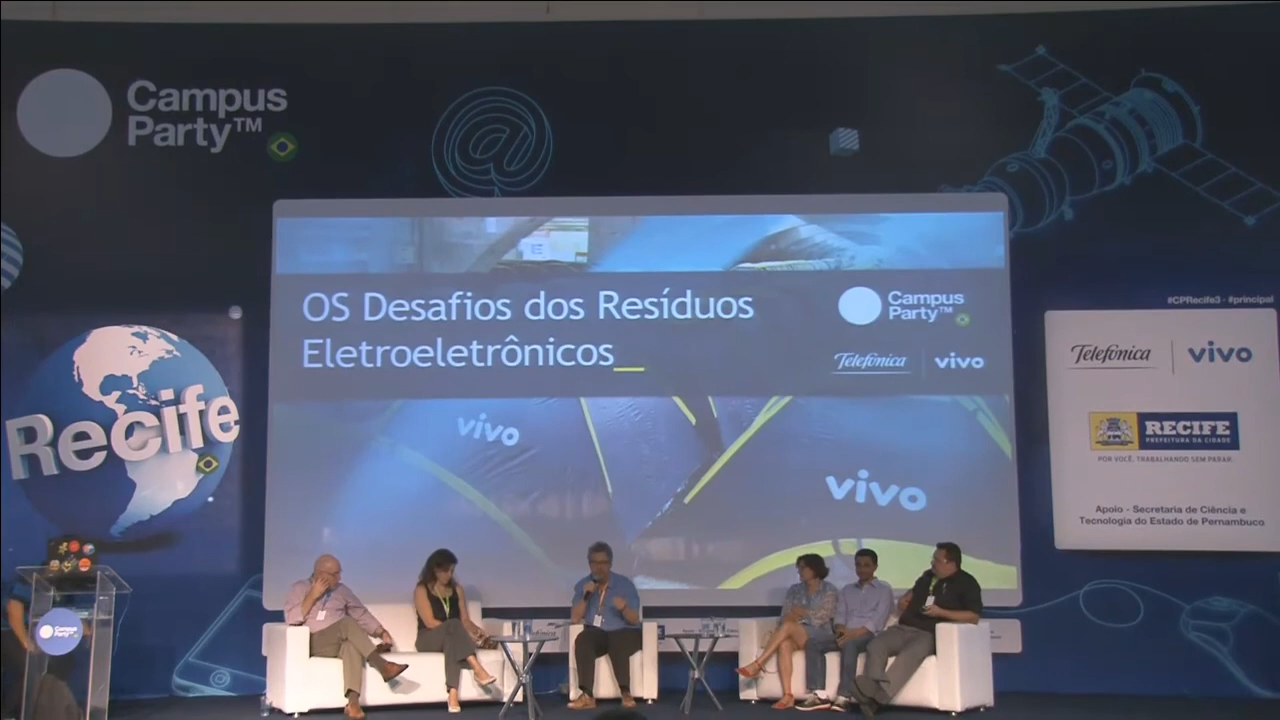 Campus
Party™
@
OS Desafios dos Resíduos
Eletroeletrônicos_
Campus
Party™
Telefónica
vivo
vivo
vivo
Recife
#CPRecife3 - #principal
Telefónica
vivo
RECIFE
PREFEITURA DA CIDADE
POR VOCÊ. TRABALHANDO SEM PARAR.
Apoio - Secretaria de Ciência e
Tecnologia do Estado de Pernambuco
Campus
Party